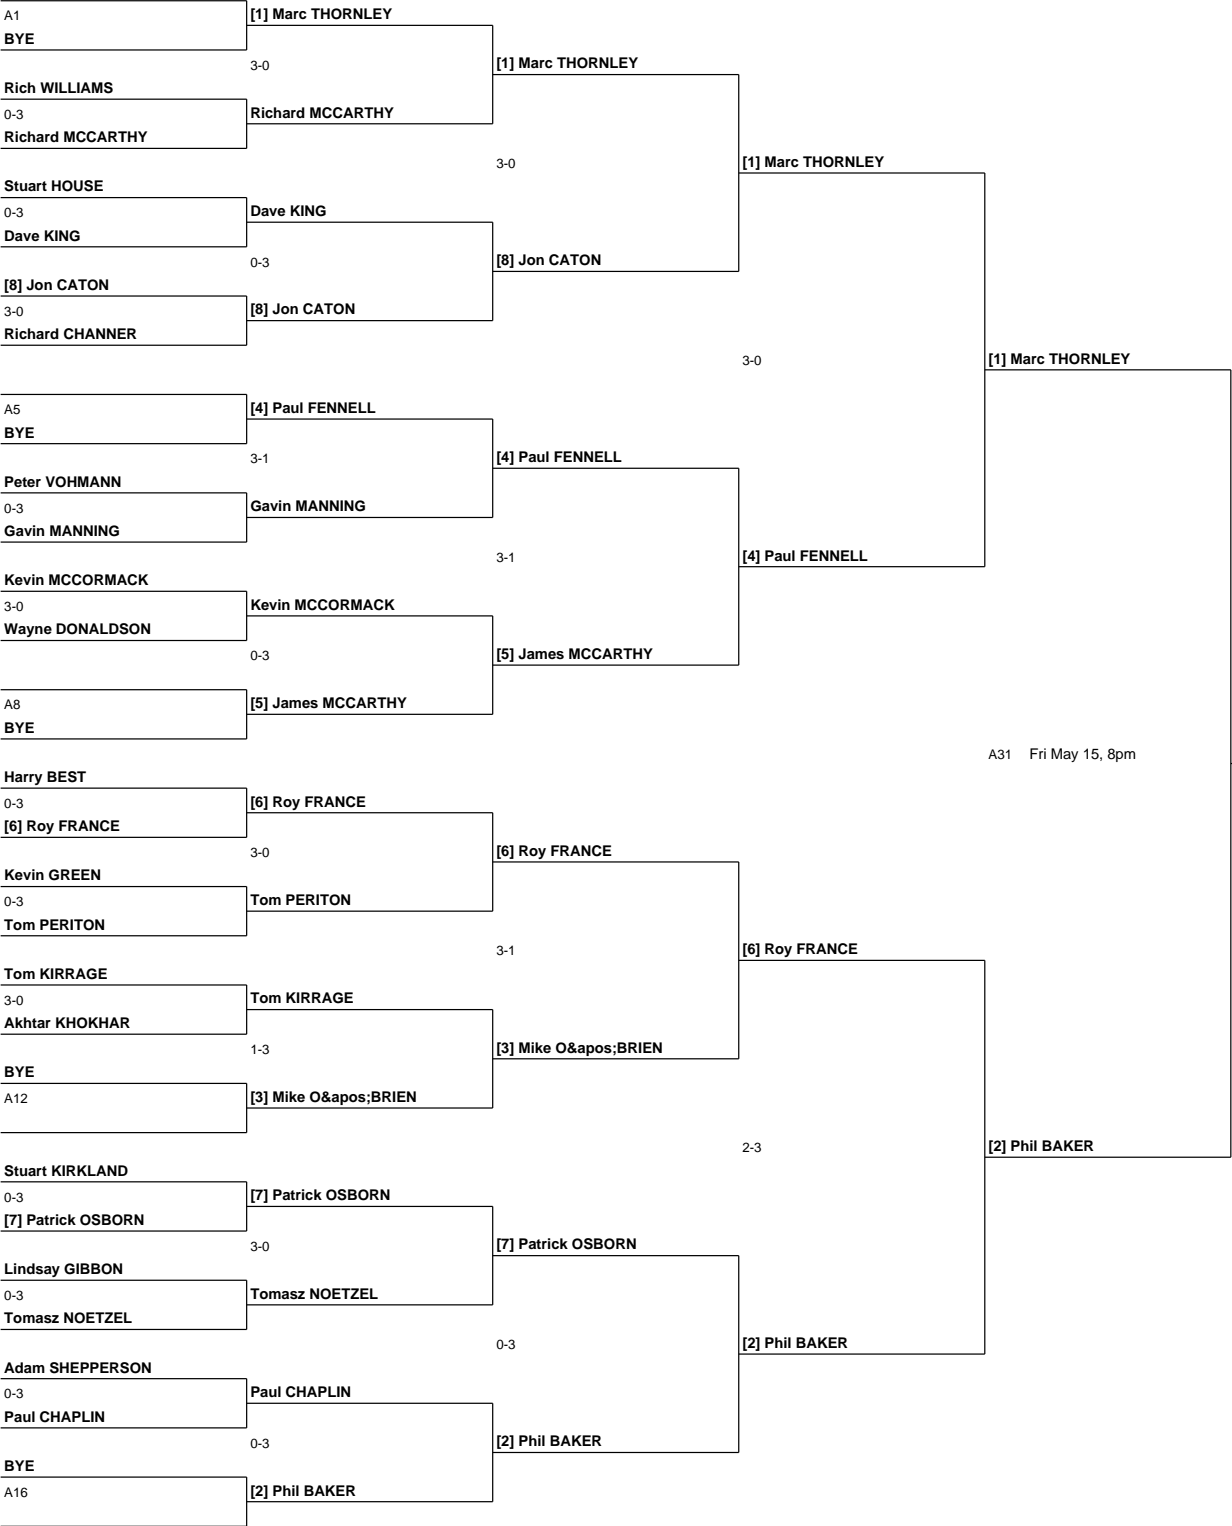 A1
BYE
[1] Marc THORNLEY
3-0
[1] Marc THORNLEY
Rich WILLIAMS
0-3
Richard MCCARTHY
Richard MCCARTHY
3-0
[1] Marc THORNLEY
Stuart HOUSE
0-3
Dave KING
Dave KING
0-3
[8] Jon CATON
[8] Jon CATON
3-0
Richard CHANNER
[8] Jon CATON
3-0
[1] Marc THORNLEY
A5
BYE
[4] Paul FENNELL
3-1
[4] Paul FENNELL
Peter VOHMANN
0-3
Gavin MANNING
Gavin MANNING
3-1
[4] Paul FENNELL
Kevin MCCORMACK
3-0
Wayne DONALDSON
Kevin MCCORMACK
0-3
[5] James MCCARTHY
A8
BYE
[5] James MCCARTHY
A31 Fri May 15, 8pm
Harry BEST
0-3
[6] Roy FRANCE
[6] Roy FRANCE
3-0
[6] Roy FRANCE
Kevin GREEN
0-3
Tom PERITON
Tom PERITON
3-1
[6] Roy FRANCE
Tom KIRRAGE
3-0
Akhtar KHOKHAR
Tom KIRRAGE
1-3
[3] Mike O&apos;BRIEN
BYE
A12
[3] Mike O&apos;BRIEN
2-3
[2] Phil BAKER
Stuart KIRKLAND
0-3
[7] Patrick OSBORN
[7] Patrick OSBORN
3-0
[7] Patrick OSBORN
Lindsay GIBBON
0-3
Tomasz NOETZEL
Tomasz NOETZEL
0-3
[2] Phil BAKER
Adam SHEPPERSON
0-3
Paul CHAPLIN
Paul CHAPLIN
0-3
[2] Phil BAKER
BYE
A16
[2] Phil BAKER